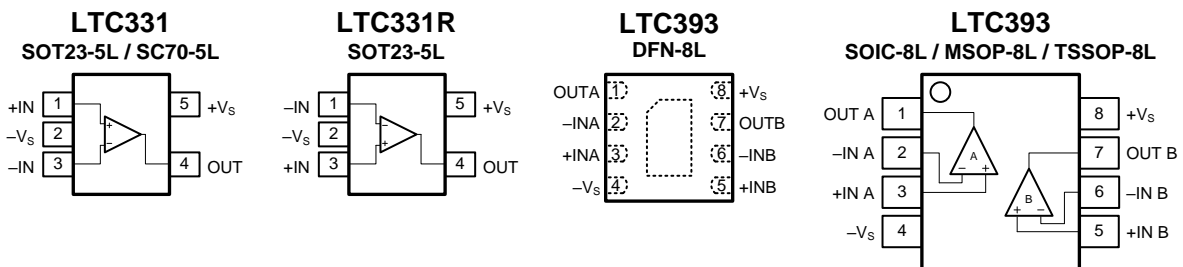 LTC331
SOT23-5L / SC70-5L
+IN 1
–VS 2
–IN 3
5 +VS
4 OUT
+
–
LTC331R
SOT23-5L
–IN 1
–VS 2
+IN 3
5 +VS
4 OUT
–
+
LTC393
DFN-8L
OUTA 1
–INA 2
+INA 3
–VS 4
8 +VS
7 OUTB
6 –INB
5 +INB
LTC393
SOIC-8L / MSOP-8L / TSSOP-8L
OUT A 1
–IN A 2
+IN A 3
–VS 4
8 +VS
7 OUT B
6 –IN B
5 +IN B
A
– +
B
+ –